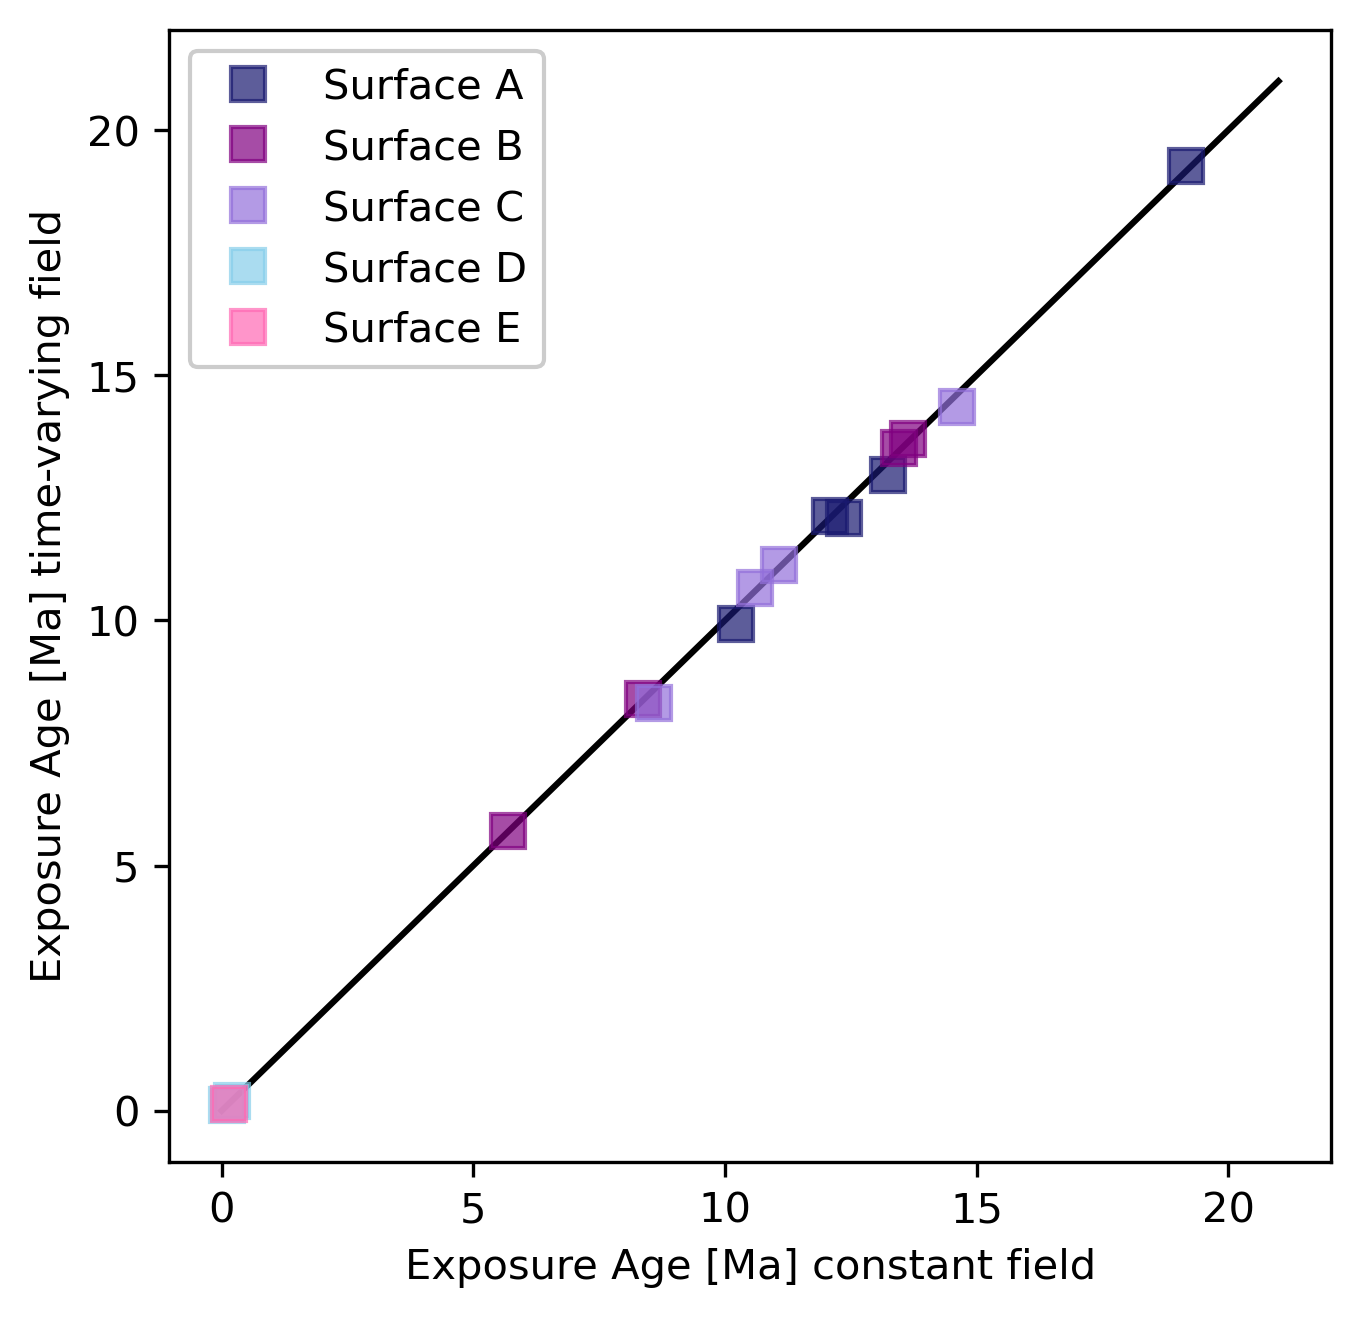 Surface A
Surface B
Surface C
Surface D
Surface E
20
15
10
5
0
Exposure Age [Ma] time-varying field
0 5 10 15 20
Exposure Age [Ma] constant field